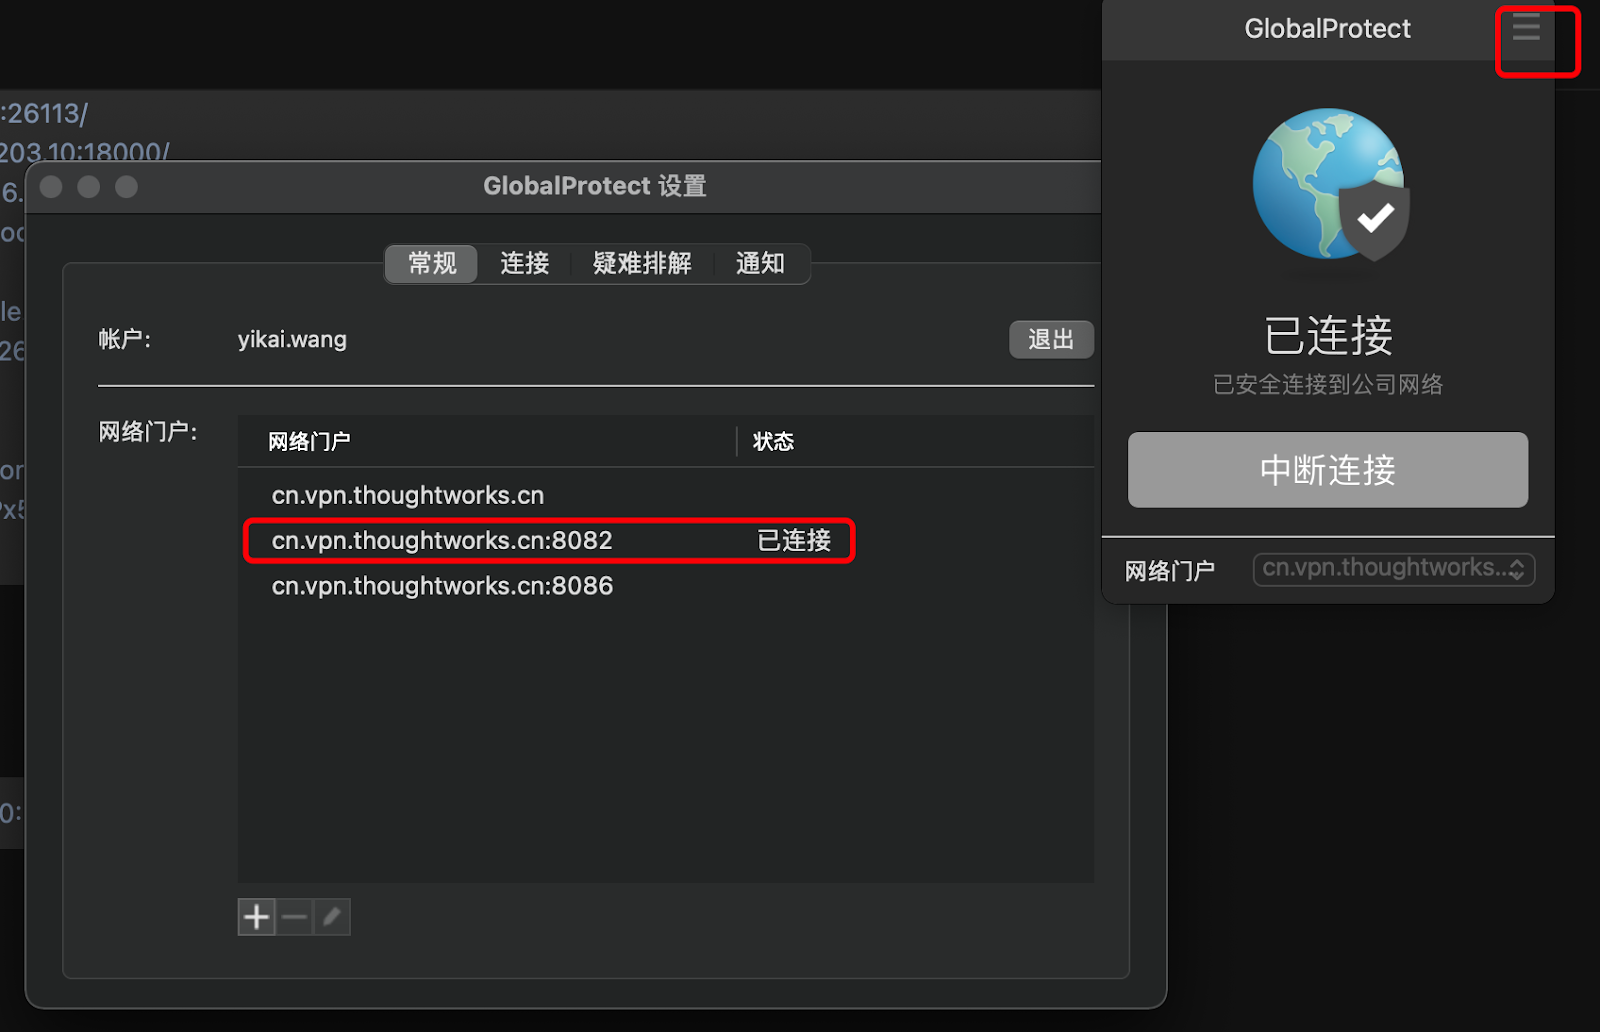 GlobalProtect
:26113/
203.10:18000/
6.
GlobalProtect 设置
常规 连接 疑难排解 通知
le
26
帐户: yikai.wang 退出
已连接
已安全连接到公司网络
网络门户: 网络门户 状态
中断连接
or
cn.vpn.thoughtworks.cn
cn.vpn.thoughtworks.cn:8082 已连接
网络门户 cn.vpn.thoughtworks...
cn.vpn.thoughtworks.cn:8086
0: